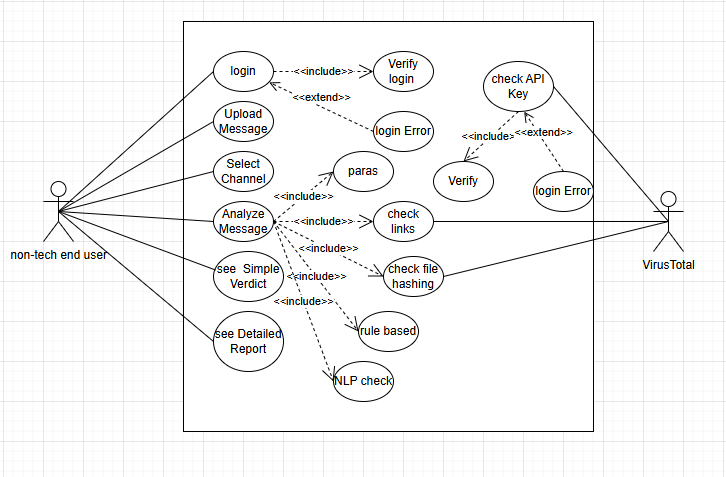 login
<<include>>
Verify
login
<<extend>>
login Error
check API
Key
<<include>
<<extend>>
Verify
login Error
Upload
Message
Select
Channel
paras
<<include>>
Analyze
Message
<<include>>
check
links
<<include>>
check file
hashing
see Simple
Verdict
<<include>>
<<include>>
rule based
see Detailed
Report
NLP check
non-tech end user
VirusTotal